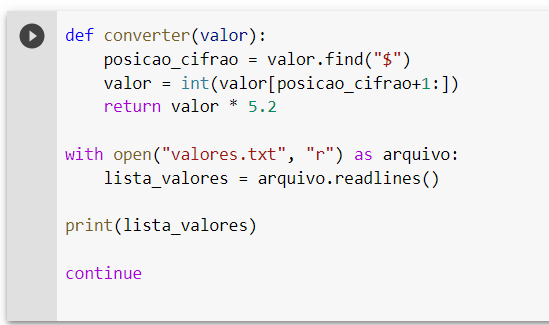 def converter(valor):
    posicao_cifrao = valor.find("$")
    valor = int(valor[posicao_cifrao+1:])
    return valor * 5.2
with open("valores.txt", "r") as arquivo:
    lista_valores = arquivo.readlines()
print(lista_valores)
continue